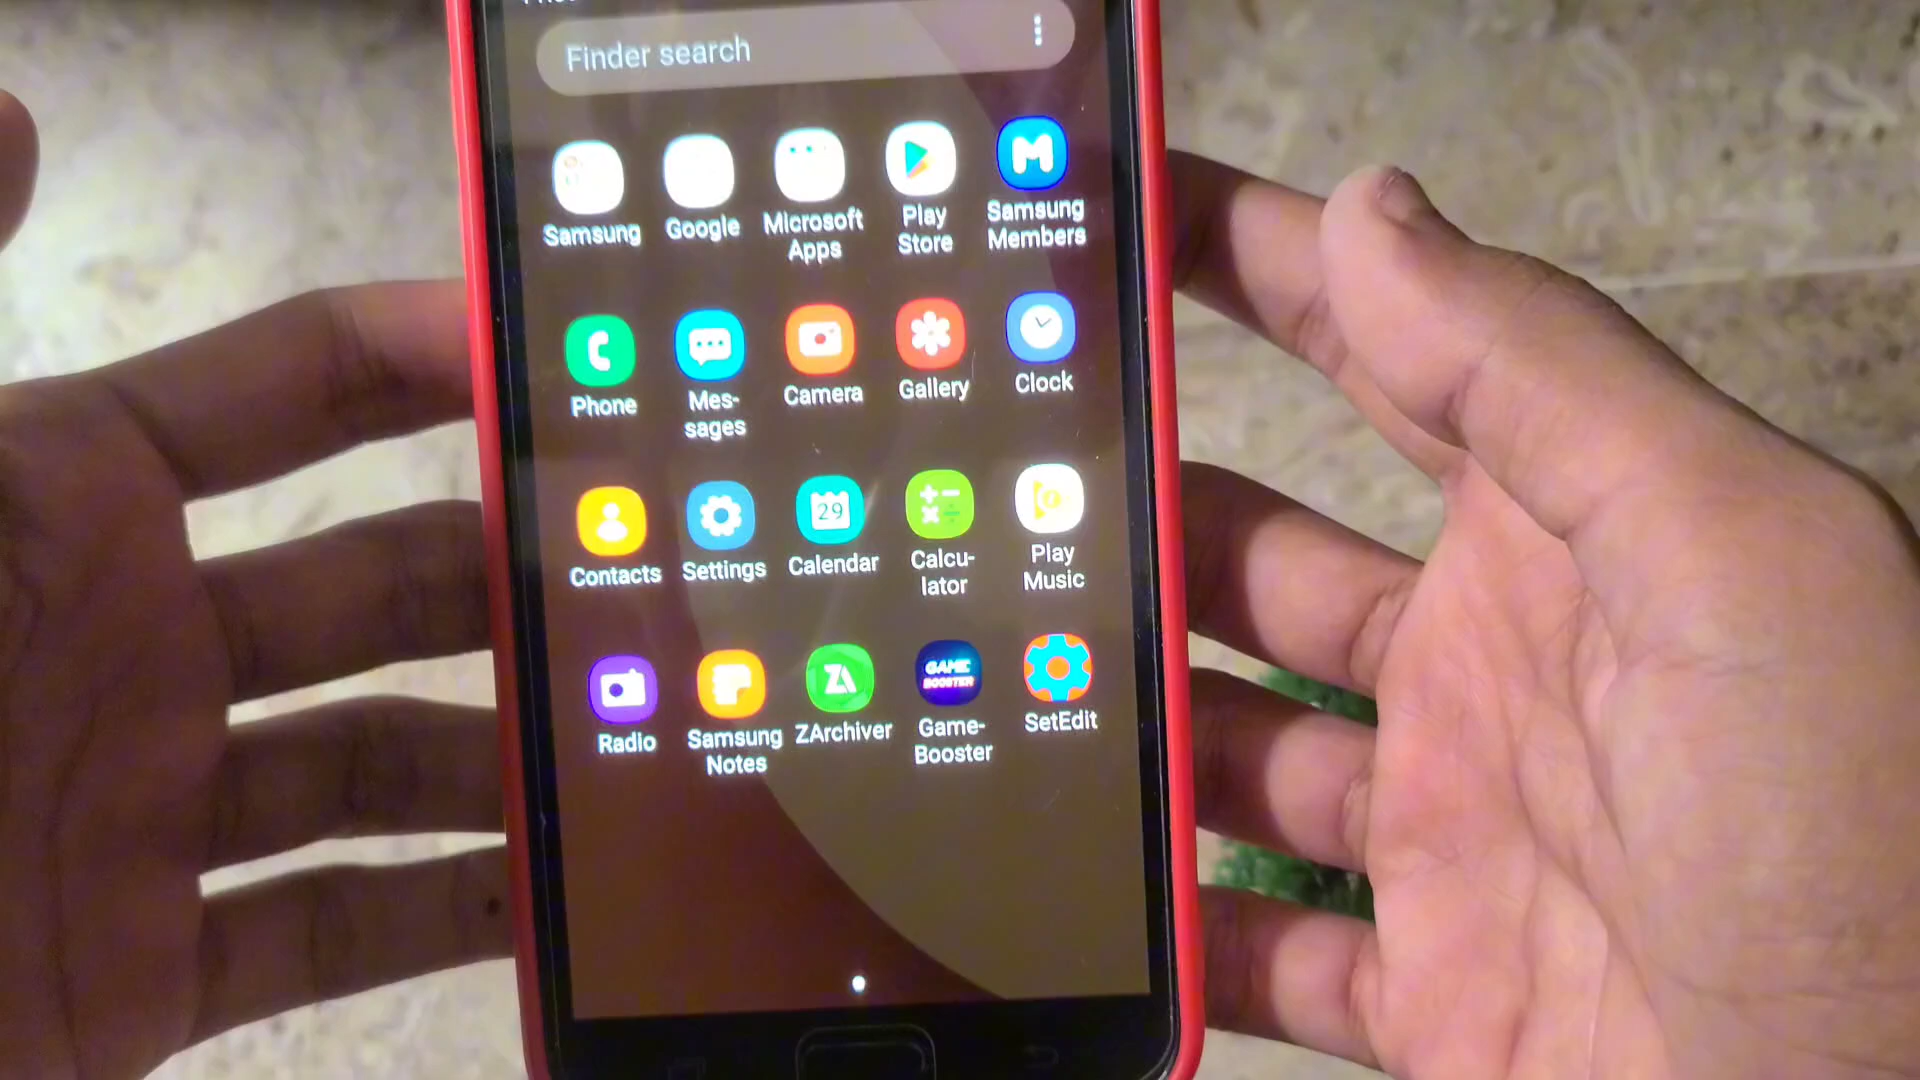 Finder search
Samsung
Google
Microsoft
Apps
Play
Store
M
Samsung
Members
Phone
Mes-
sages
Camera
Gallery
Clock
Contacts
Settings
29
Calendar
Calcu-
lator
Play
Music
Radio
Samsung
Notes
ZA
ZArchiver
GAME
BOOSTER
Game-
Booster
SetEdit